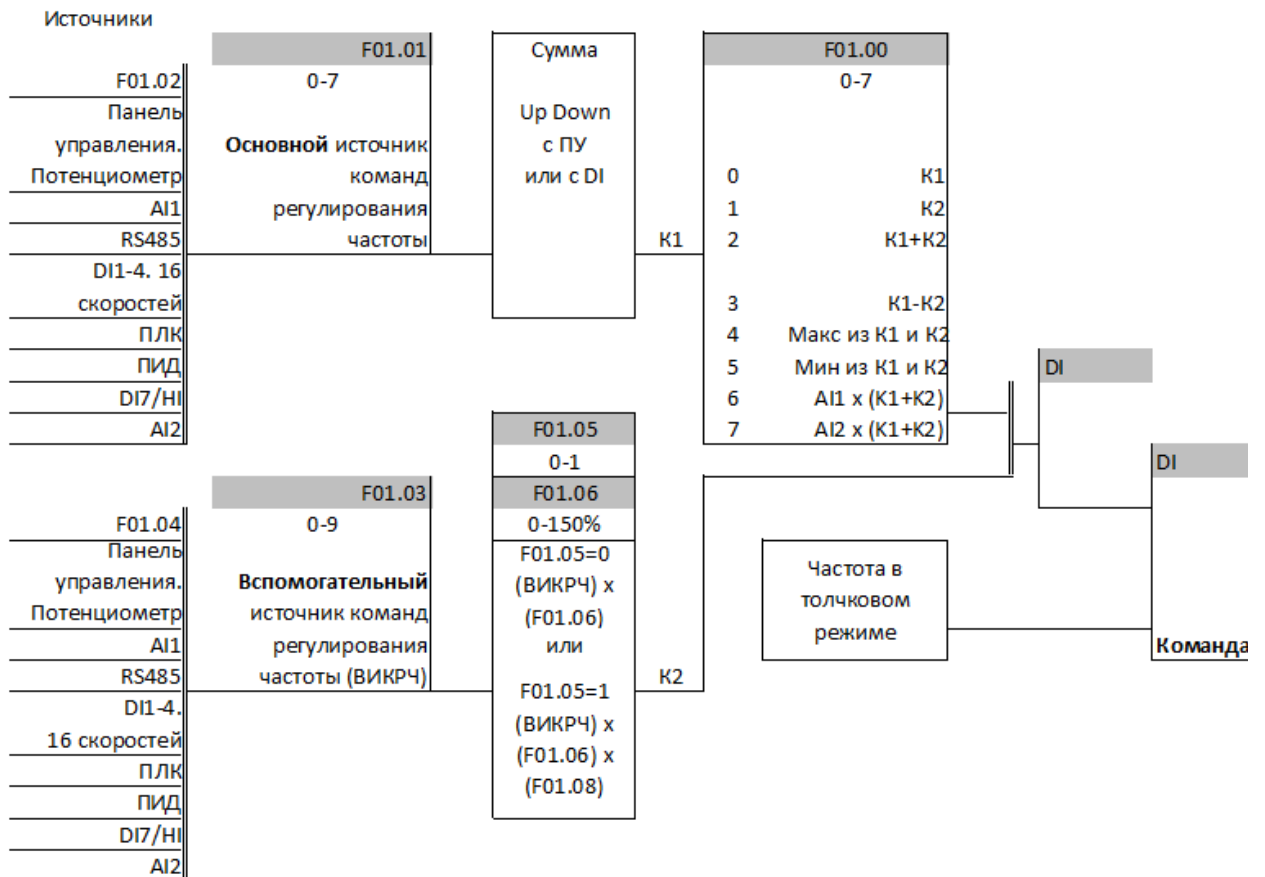 Источники
F01.02
Панель
управления.
Потенциометр
AI1
RS485
DI1-4. 16
скоростей
ПЛК
ПИД
DI7/HI
AI2
F01.01
0-7
Основной источник
команд
регулирования
частоты
Сумма
Up Down
с ПУ
или с DI
К1
F01.00
0-7
0 К1
1 К2
2 К1+К2
3 К1-К2
4 Макс из К1 и К2
5 Мин из К1 и К2
6 AI1 x (К1+К2)
7 AI2 x (К1+К2)
DI
DI
Команда
F01.04
Панель
управления.
Потенциометр
AI1
RS485
DI1-4.
16 скоростей
ПЛК
ПИД
DI7/HI
AI2
F01.03
0-9
Вспомогательный
источник команд
регулирования
частоты (ВИКРЧ)
F01.05
0-1
F01.06
0-150%
F01.05=0
(ВИКРЧ) x
(F01.06)
или
F01.05=1
(ВИКРЧ) x
(F01.06) x
(F01.08)
К2
Частота в
толчковом
режиме